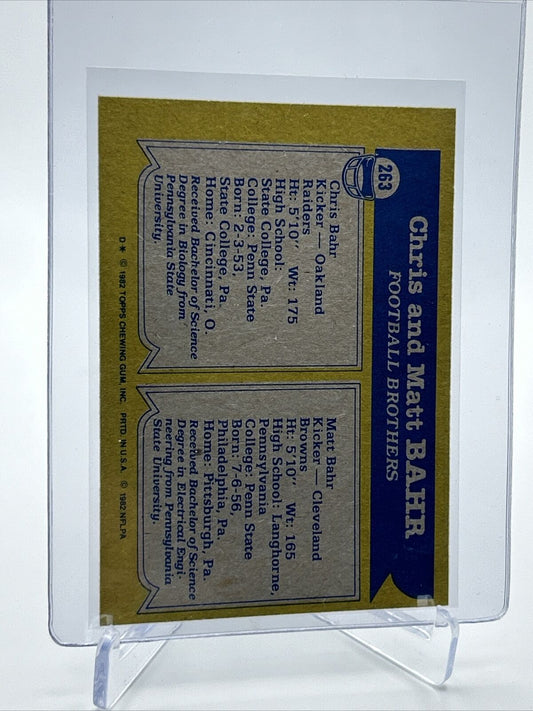 263
Chris and Matt BAHR
FOOTBALL BROTHERS
Chris Bahr
Kicker — Oakland
Raiders
Ht: 5'10" Wt: 175
High School:
State College, Pa.
College: Penn State
Born: 2-3-53,
State College, Pa.
Home: Cincinnati, O.
Received Bachelor of Science
Degree in Biology from
Pennsylvania State
University.
Matt Bahr
Kicker — Cleveland
Browns
Ht: 5'10" Wt: 165
High School: Langhorne,
Pennsylvania
College: Penn State
Born: 7-6-56,
Philadelphia, Pa.
Home: Pittsburgh, Pa.
Received Bachelor of Science
Degree in Electrical Engi-
neering from Pennsylvania
State University.
D* © 1982 TOPPS CHEWING GUM, INC. PRTD. IN U.S.A. © 1982 NFLPA